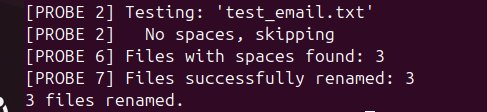 [PROBE 2] Testing: 'test_email.txt'
[PROBE 2]   No spaces, skipping
[PROBE 6] Files with spaces found: 3
[PROBE 7] Files successfully renamed: 3
3 files renamed.